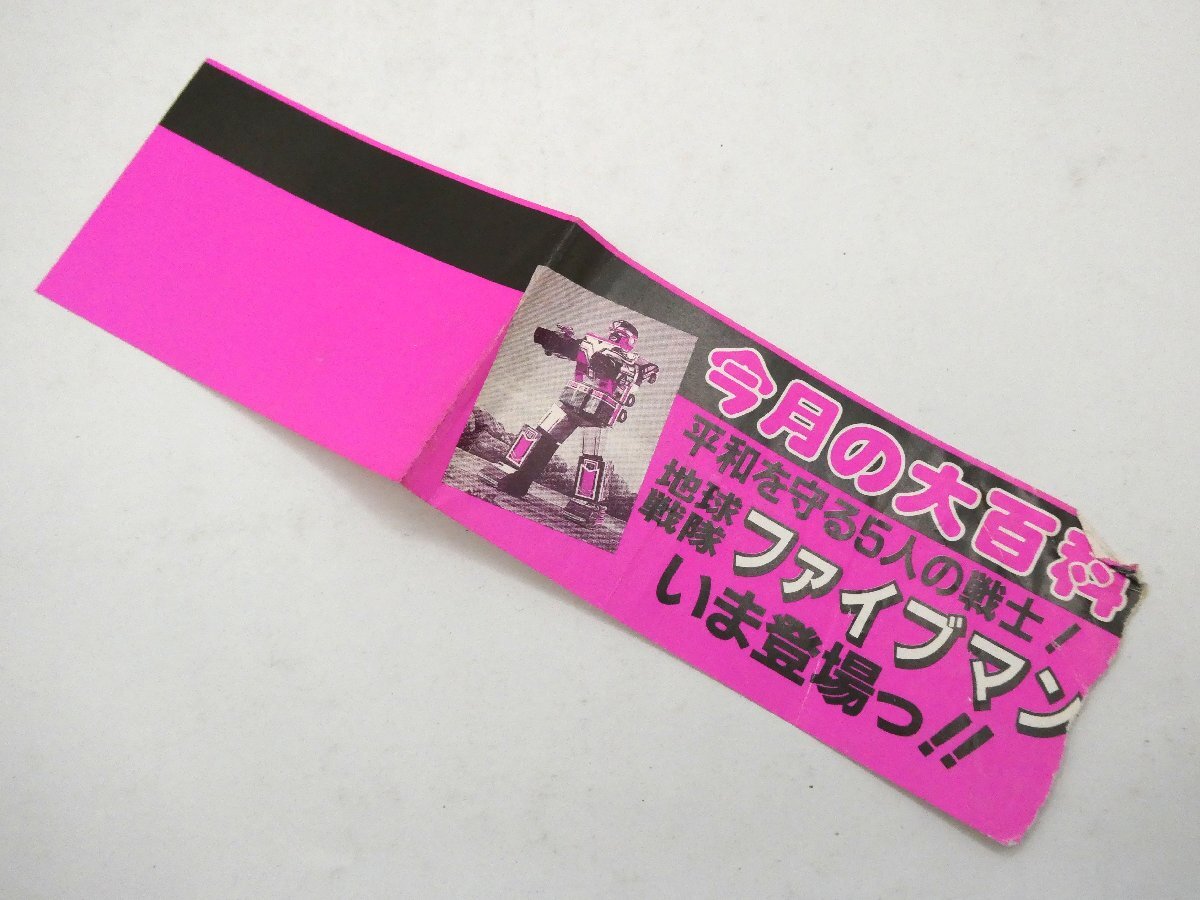 今月の大百科
平和を守る5人の戦士!
地球
戦隊 ファイブマン
いま登場っ!!